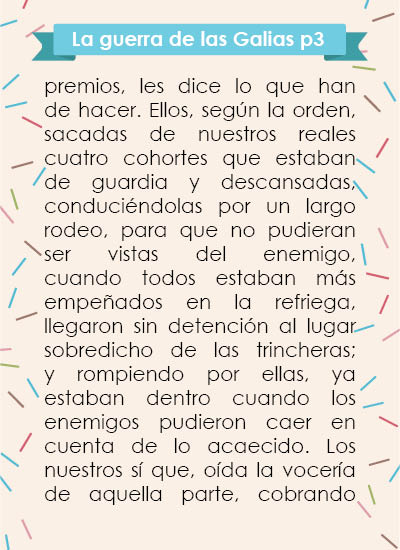 La guerra de las Galias p3
premios, les dice lo que han
de hacer. Ellos, según la orden,
sacadas de nuestros reales
cuatro cohortes que estaban
de guardia y descansadas,
conduciéndolas por un largo
rodeo, para que no pudieran
ser vistas del enemigo,
cuando todos estaban más
empeñados en la refriega,
llegaron sin detención al lugar
sobredicho de las trincheras;
y rompiendo por ellas, ya
estaban dentro cuando los
enemigos pudieron caer en
cuenta de lo acaecido. Los
nuestros sí que, oída la vocería
de aquella parte, cobrando